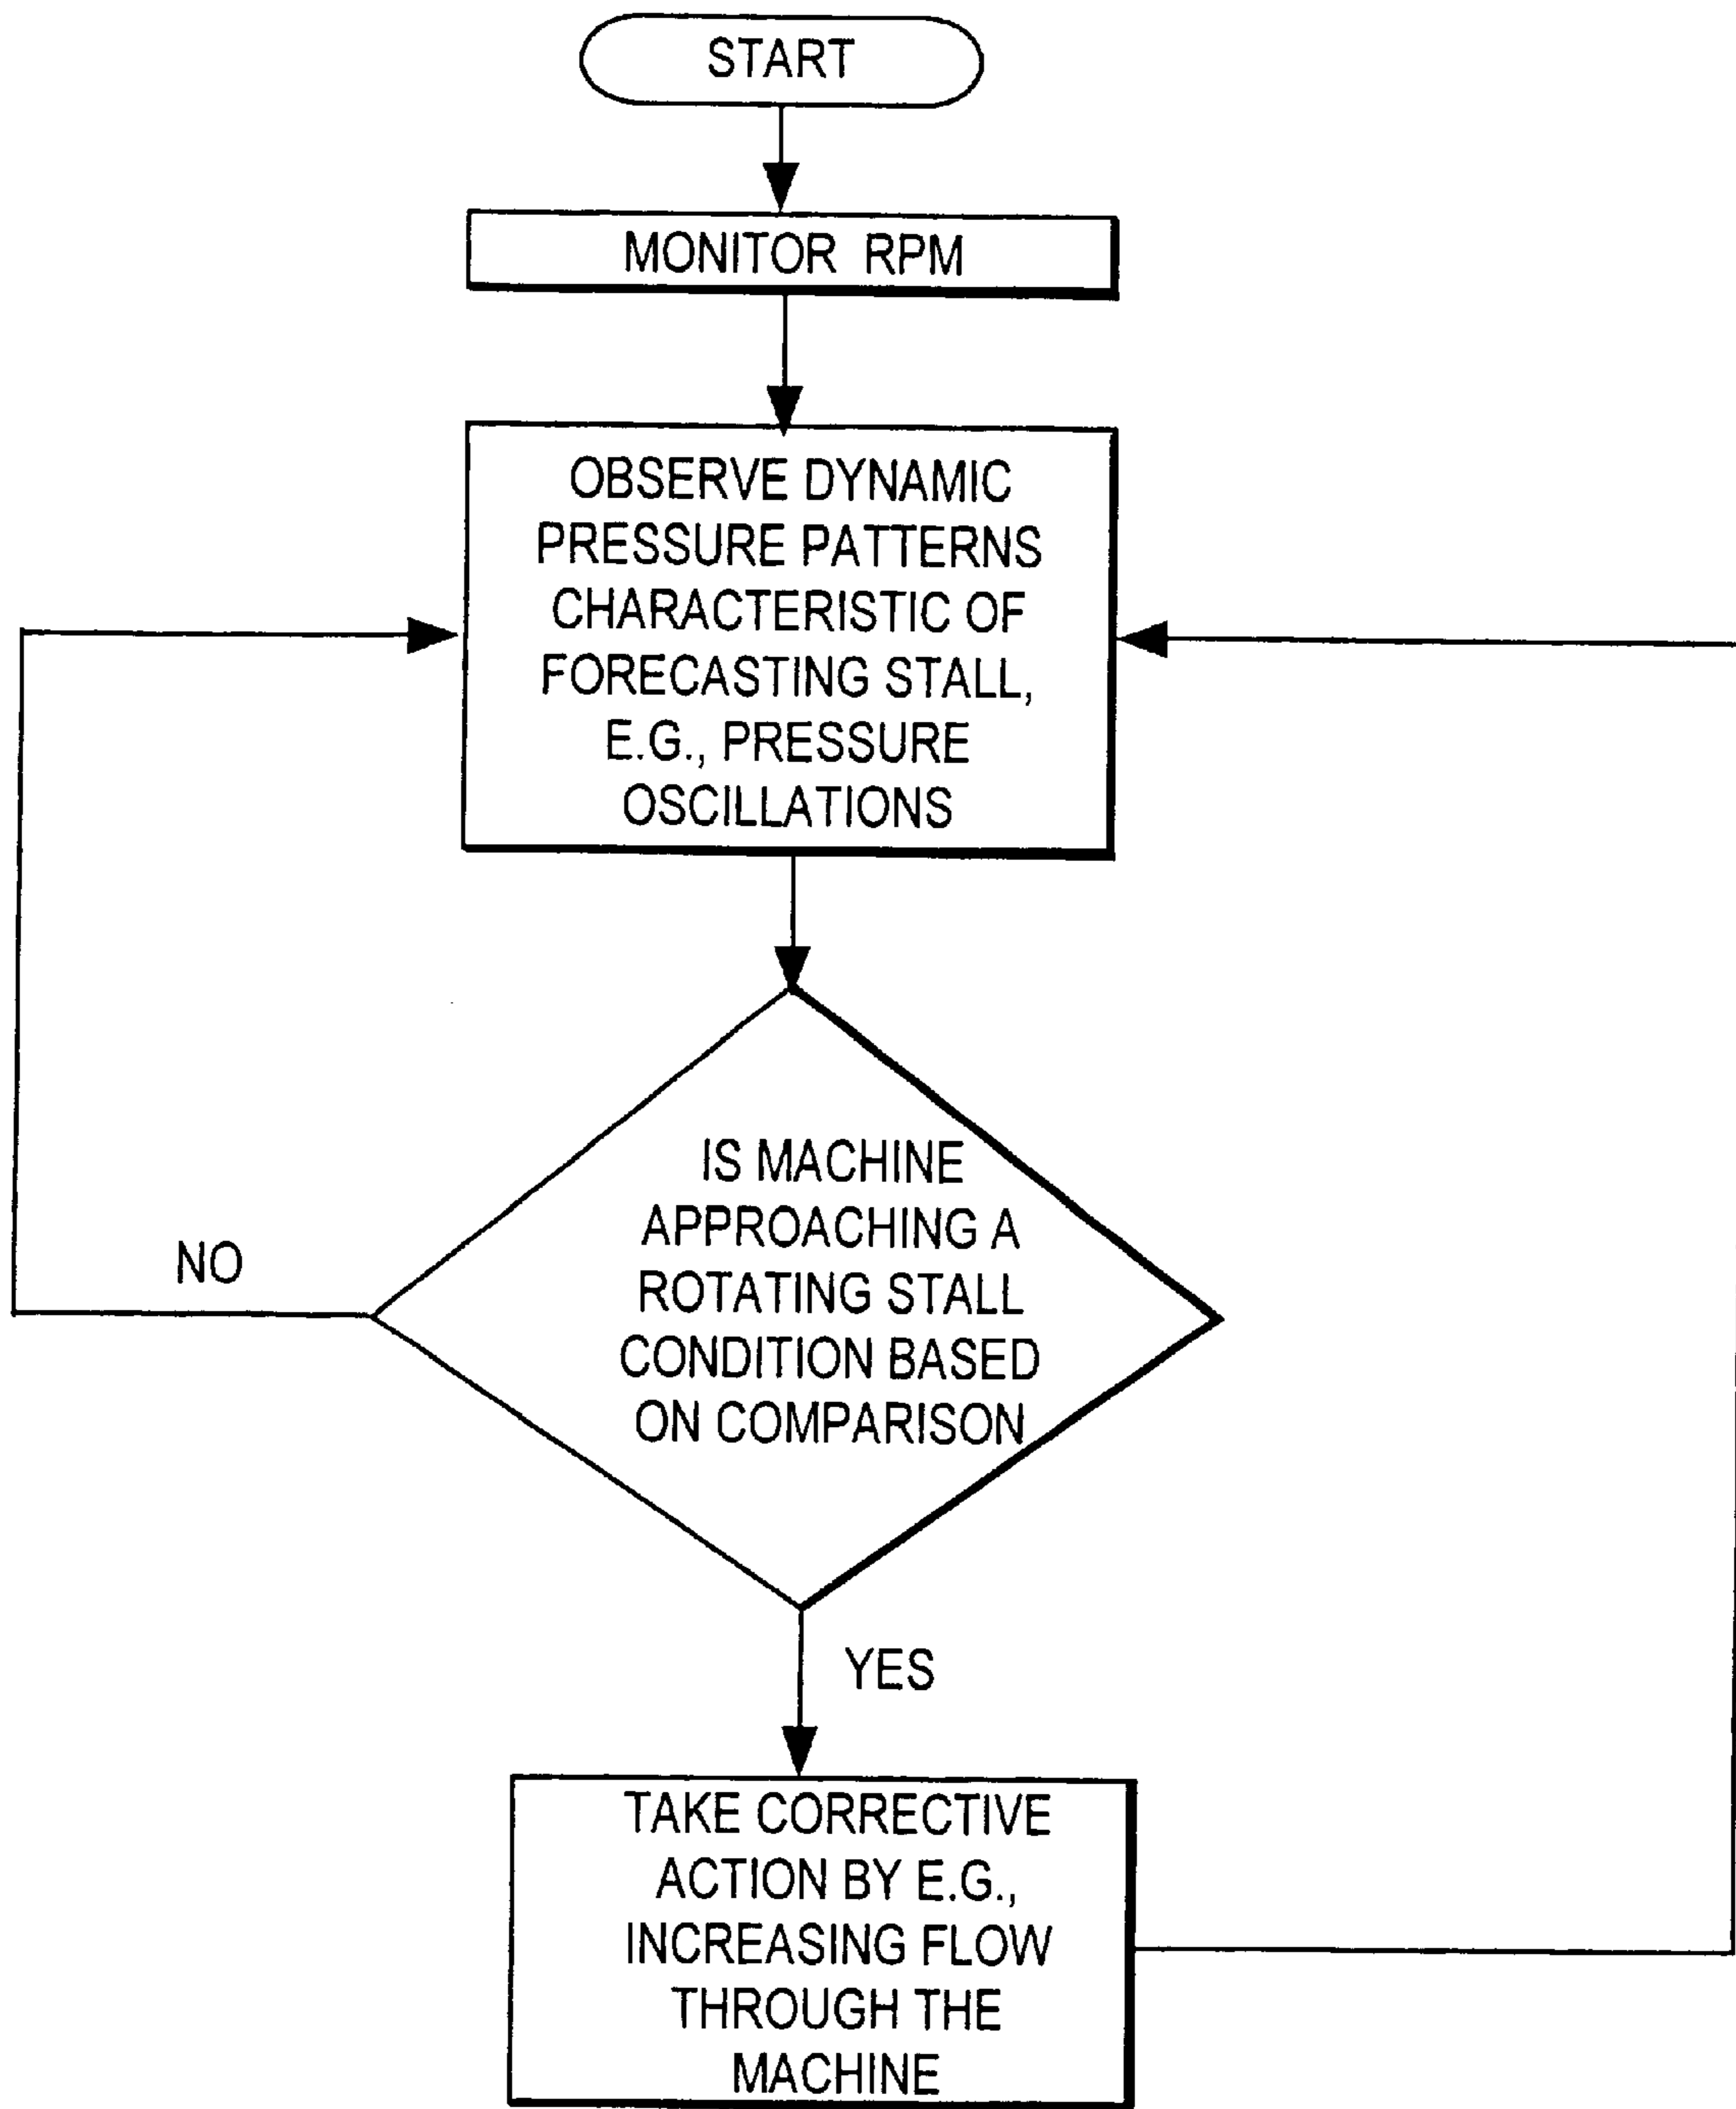 START
MONITOR RPM
OBSERVE DYNAMIC
PRESSURE PATTERNS
CHARACTERISTIC OF
FORECASTING STALL,
E.G., PRESSURE
OSCILLATIONS
IS MACHINE
APPROACHING A
ROTATING STALL
CONDITION BASED
ON COMPARISON
NO
YES
TAKE CORRECTIVE
ACTION BY E.G.,
INCREASING FLOW
THROUGH THE
MACHINE